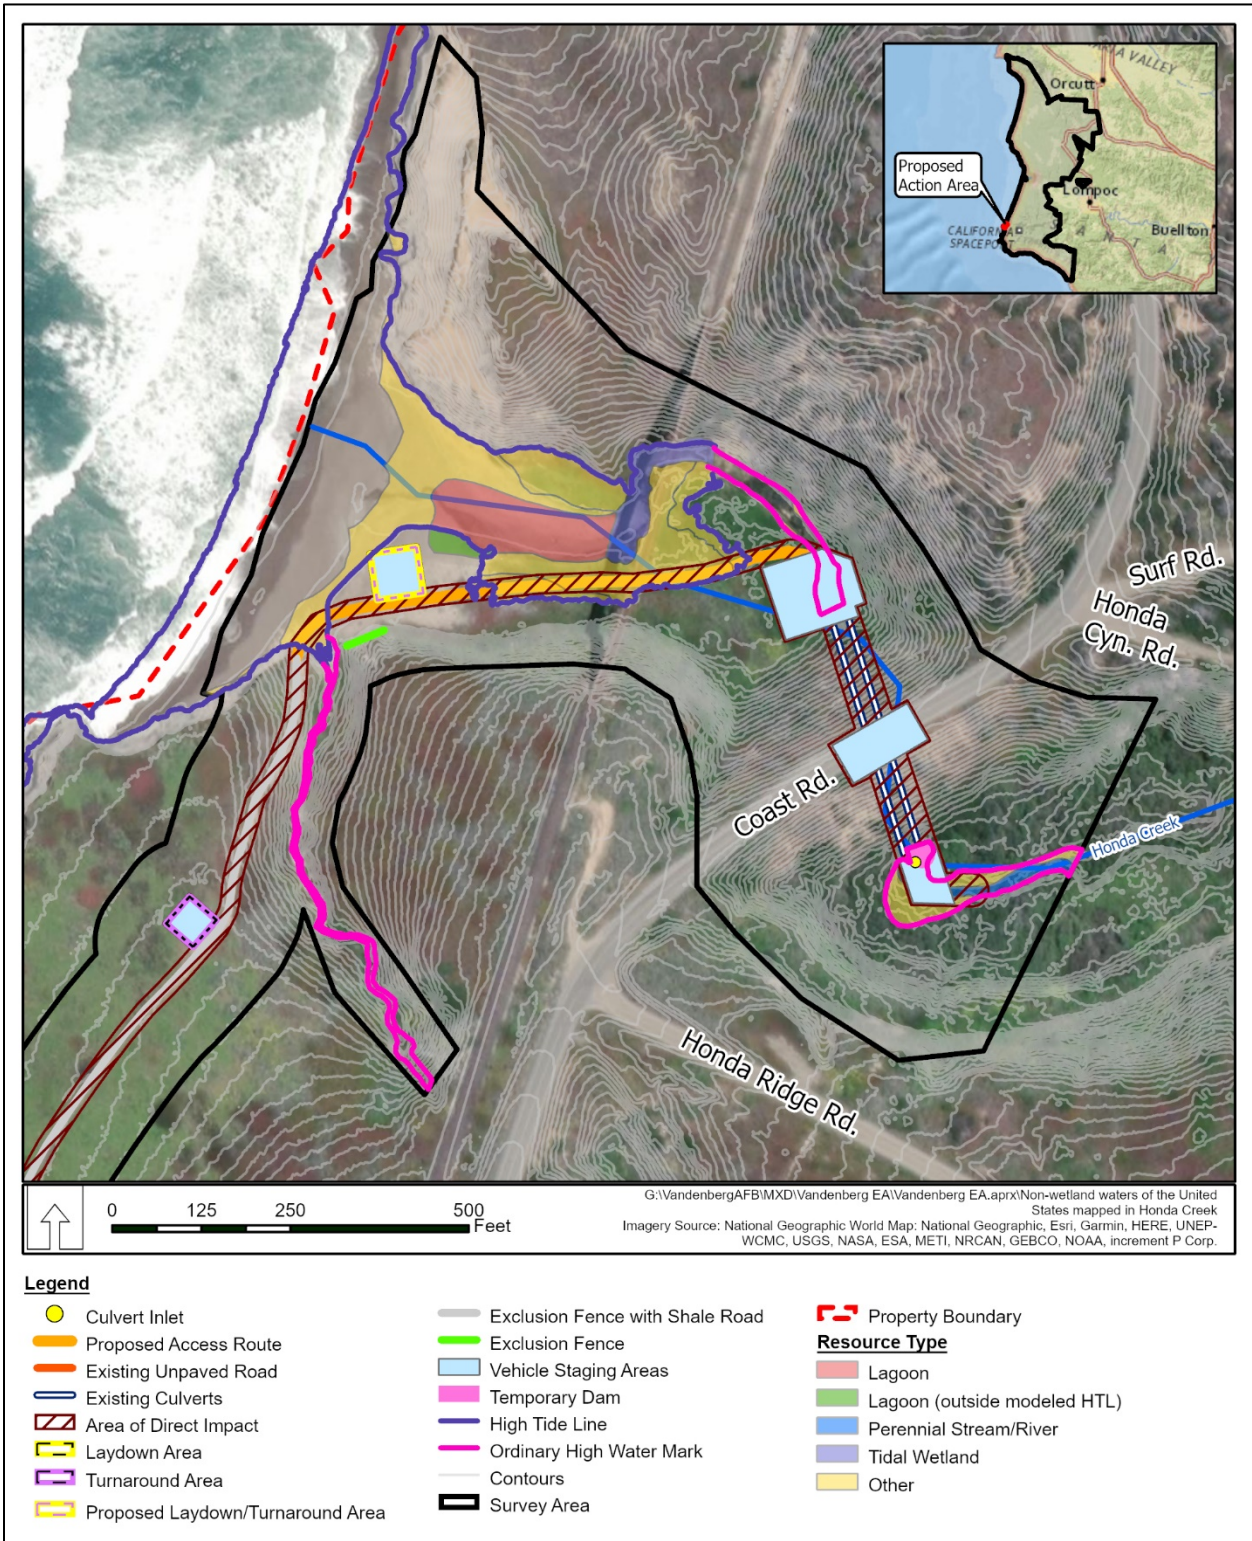 Orcutt
VALLEY
Proposed
Action Area
Lompoc
CALIFORNIA
SPACEPORT
SANTA
Buellton
Surf Rd.
Honda
Cyn. Rd.
Coast Rd.
Honda Creek
Honda Ridge Rd.
0 125 250 500
Feet
G:\VandenbergAFB\MXD\Vandenberg EA\Vandenberg EA.aprx\Non-wetland waters of the United
States mapped in Honda Creek
Imagery Source: National Geographic World Map: National Geographic, Esri, Garmin, HERE, UNEP-
WCMC, USGS, NASA, ESA, METI, NRCAN, GEBCO, NOAA, increment P Corp.
Legend
Culvert Inlet
Proposed Access Route
Existing Unpaved Road
Existing Culverts
Area of Direct Impact
Laydown Area
Turnaround Area
Proposed Laydown/Turnaround Area
Exclusion Fence with Shale Road
Exclusion Fence
Vehicle Staging Areas
Temporary Dam
High Tide Line
Ordinary High Water Mark
Contours
Survey Area
Property Boundary
Resource Type
Lagoon
Lagoon (outside modeled HTL)
Perennial Stream/River
Tidal Wetland
Other